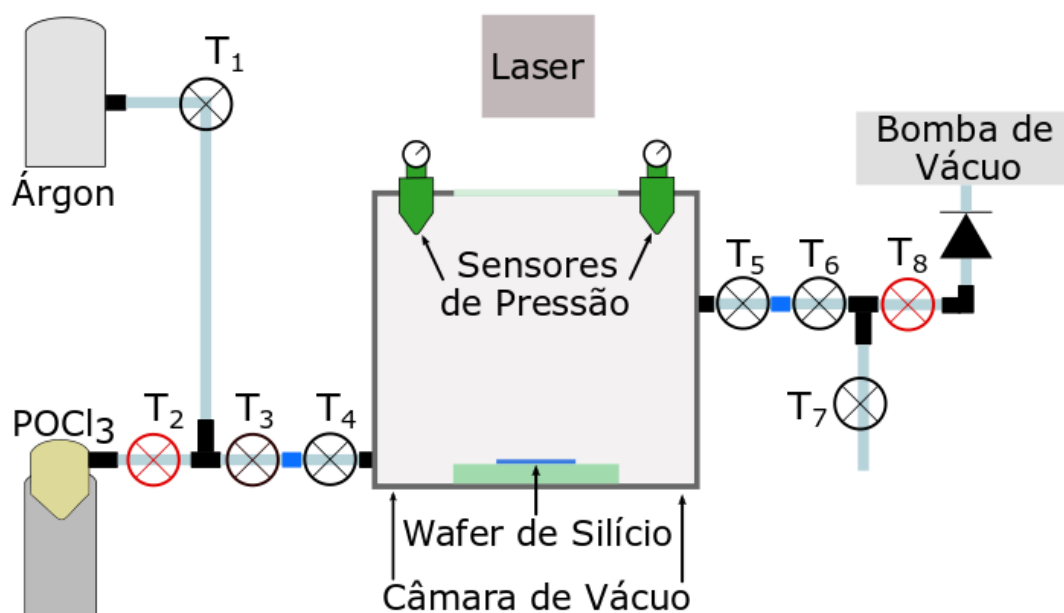 Laser
T₁
Árgon
Bomba de
Vácuo
Sensores
de Pressão
T₅
T₆
T₈
T₇
POCl₃
T₂
T₃
T₄
Wafer de Silício
Câmara de Vácuo